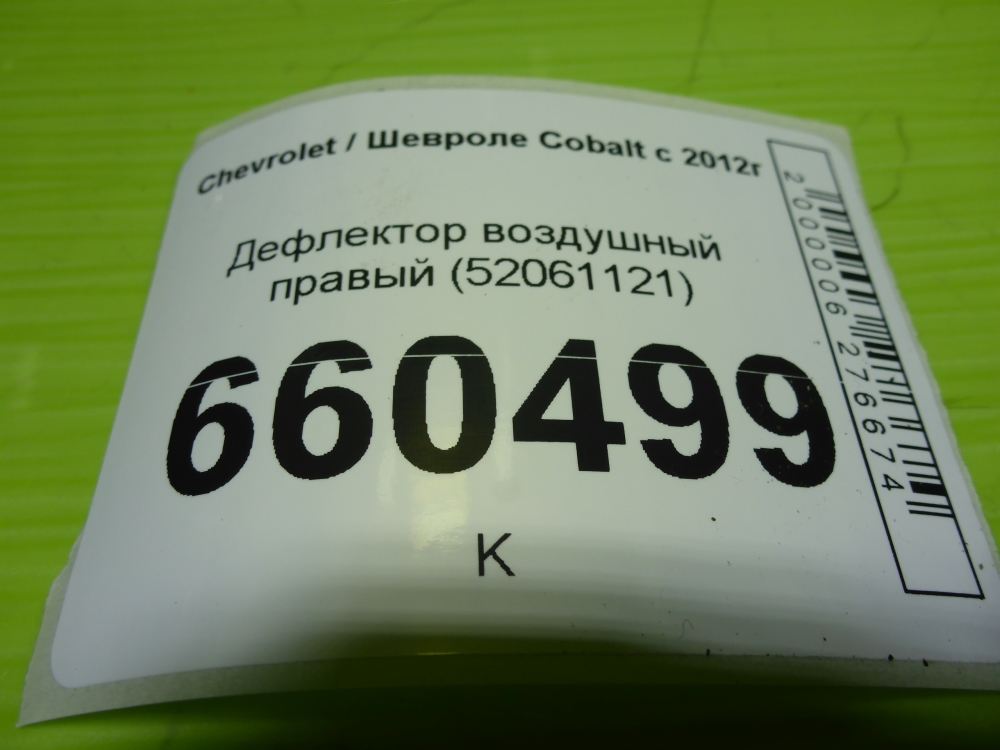 Chevrolet / Шевроле Cobalt с 2012г
Дефлектор воздушный
правый (52061121)
660499
К
2000006276674